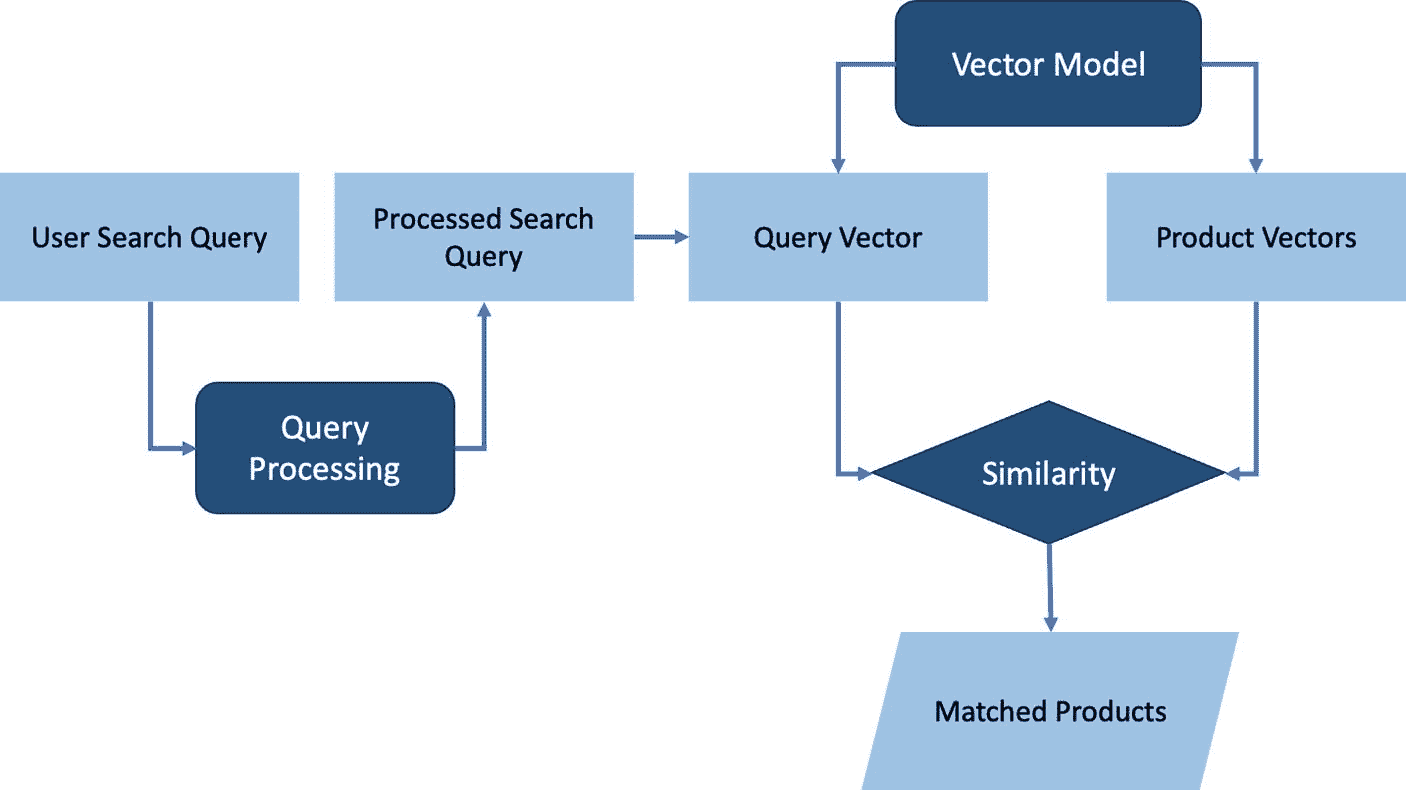 Vector Model
User Search Query
Processed Search
Query
Query Vector
Product Vectors
Query
Processing
Similarity
Matched Products